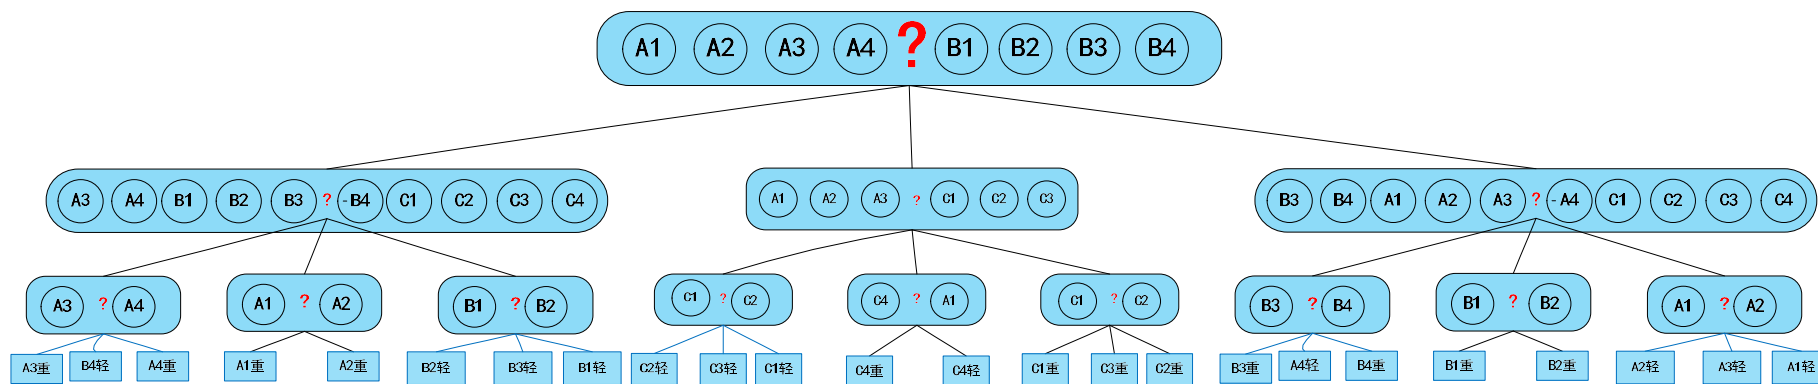 A1 A2 A3 A4 ? B1 B2 B3 B4
A3 A4 B1 B2 B3 ? -B4 C1 C2 C3 C4
A1 A2 A3 ? C1 C2 C3
B3 B4 A1 A2 A3 ? -A4 C1 C2 C3 C4
A3 ? A4
A1 ? A2
B1 ? B2
C1 ? C2
C4 ? A1
C1 ? C2
B3 ? B4
B1 ? B2
A1 ? A2
A3重
B4轻
A4重
A1重
A2重
B2轻
B3轻
B1轻
C2轻
C3轻
C1轻
C4重
C4轻
C1重
C3重
C2重
B3重
A4轻
B4重
B1重
B2重
A2轻
A3轻
A1轻